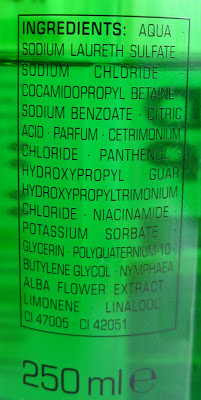 INGREDIENTS: AQUA ·
SODIUM LAURETH SULFATE ·
SODIUM CHLORIDE ·
COCAMIDOPROPYL BETAINE ·
SODIUM BENZOATE · CITRIC
ACID · PARFUM · CETRIMONIUM
CHLORIDE · PANTHENOL ·
HYDROXYPROPYL GUAR
HYDROXYPROPYLTRIMONIUM
CHLORIDE · NIACINAMIDE ·
POTASSIUM SORBATE ·
GLYCERIN · POLYQUATERNIUM-10 ·
BUTYLENE GLYCOL · NYMPHAEA
ALBA FLOWER EXTRACT ·
LIMONENE · LINALOOL ·
CI 47005 · CI 42051
250 ml ℮